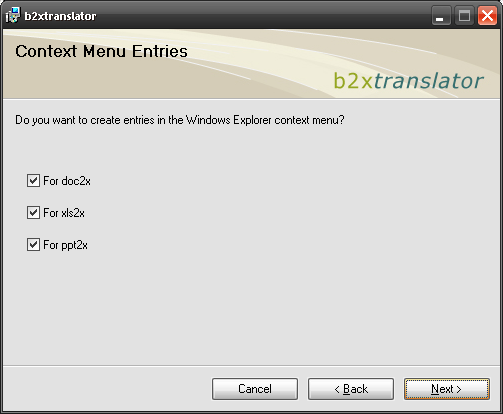 b2xtranslator
Context Menu Entries
b2xtranslator
Do you want to create entries in the Windows Explorer context menu?
For doc2x
For xls2x
For ppt2x
Cancel
< Back
Next >